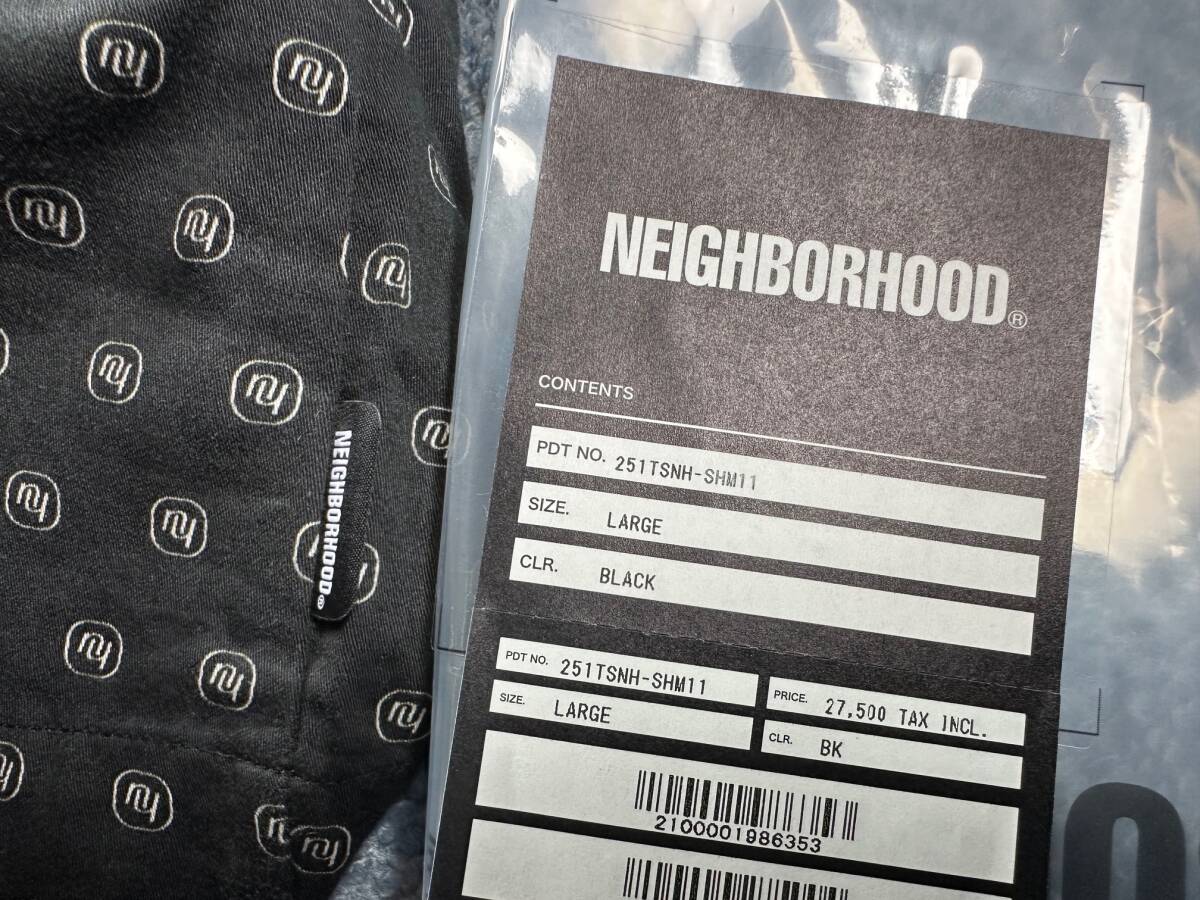 NEIGHBORHOOD®
CONTENTS
PDT NO. 251TSNH-SHM11
SIZE. LARGE
CLR. BLACK
PDT NO. 251TSNH-SHM11
PRICE. 27,500 TAX INCL.
SIZE. LARGE
CLR. BK
2100001986353
NEIGHBORHOOD®